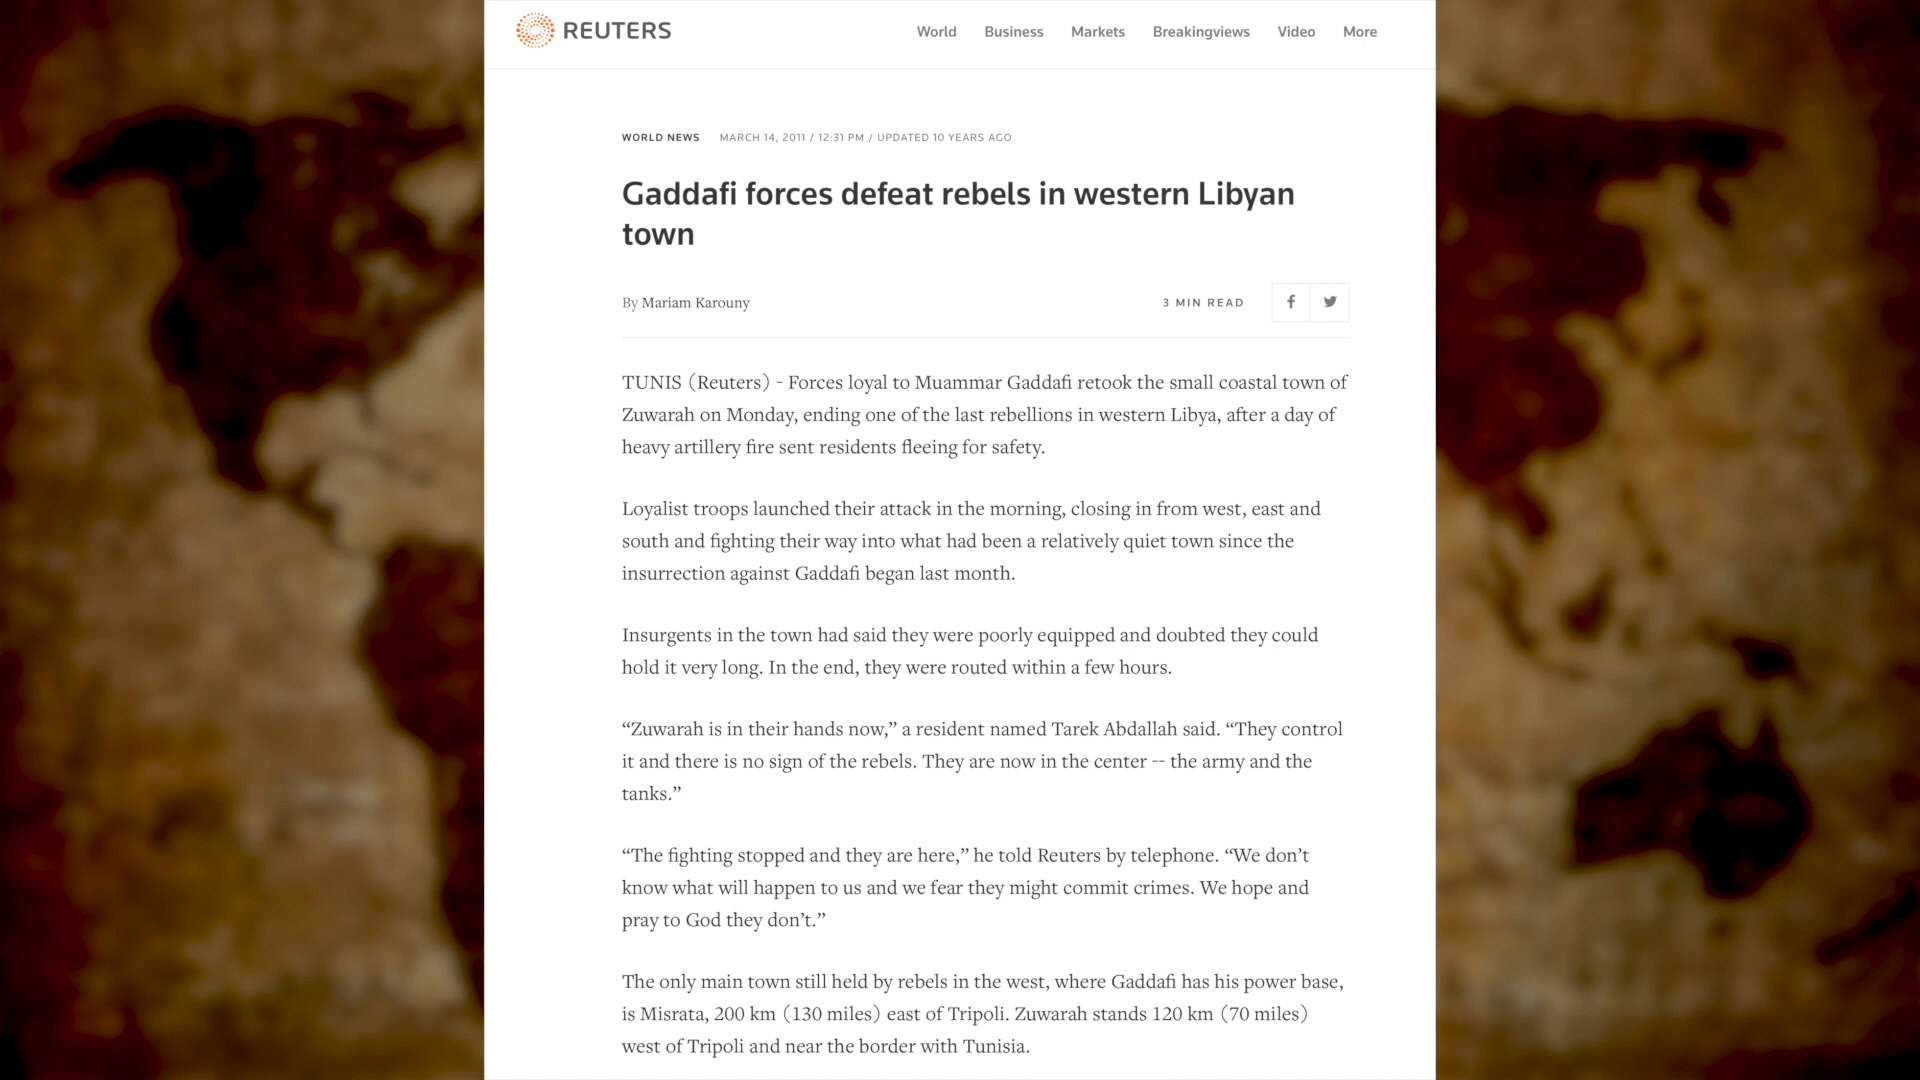 REUTERS
World Business Markets Breakingviews Video More
WORLD NEWS MARCH 14, 2011 / 12:31 PM / UPDATED 10 YEARS AGO
Gaddafi forces defeat rebels in western Libyan
town
By Mariam Karouny
3 MIN READ
TUNIS (Reuters) - Forces loyal to Muammar Gaddafi retook the small coastal town of
Zuwarah on Monday, ending one of the last rebellions in western Libya, after a day of
heavy artillery fire sent residents fleeing for safety.
Loyalist troops launched their attack in the morning, closing in from west, east and
south and fighting their way into what had been a relatively quiet town since the
insurrection against Gaddafi began last month.
Insurgents in the town had said they were poorly equipped and doubted they could
hold it very long. In the end, they were routed within a few hours.
“Zuwarah is in their hands now,” a resident named Tarek Abdallah said. “They control
it and there is no sign of the rebels. They are now in the center -- the army and the
tanks.”
“The fighting stopped and they are here,” he told Reuters by telephone. “We don’t
know what will happen to us and we fear they might commit crimes. We hope and
pray to God they don’t.”
The only main town still held by rebels in the west, where Gaddafi has his power base,
is Misrata, 200 km (130 miles) east of Tripoli. Zuwarah stands 120 km (70 miles)
west of Tripoli and near the border with Tunisia.